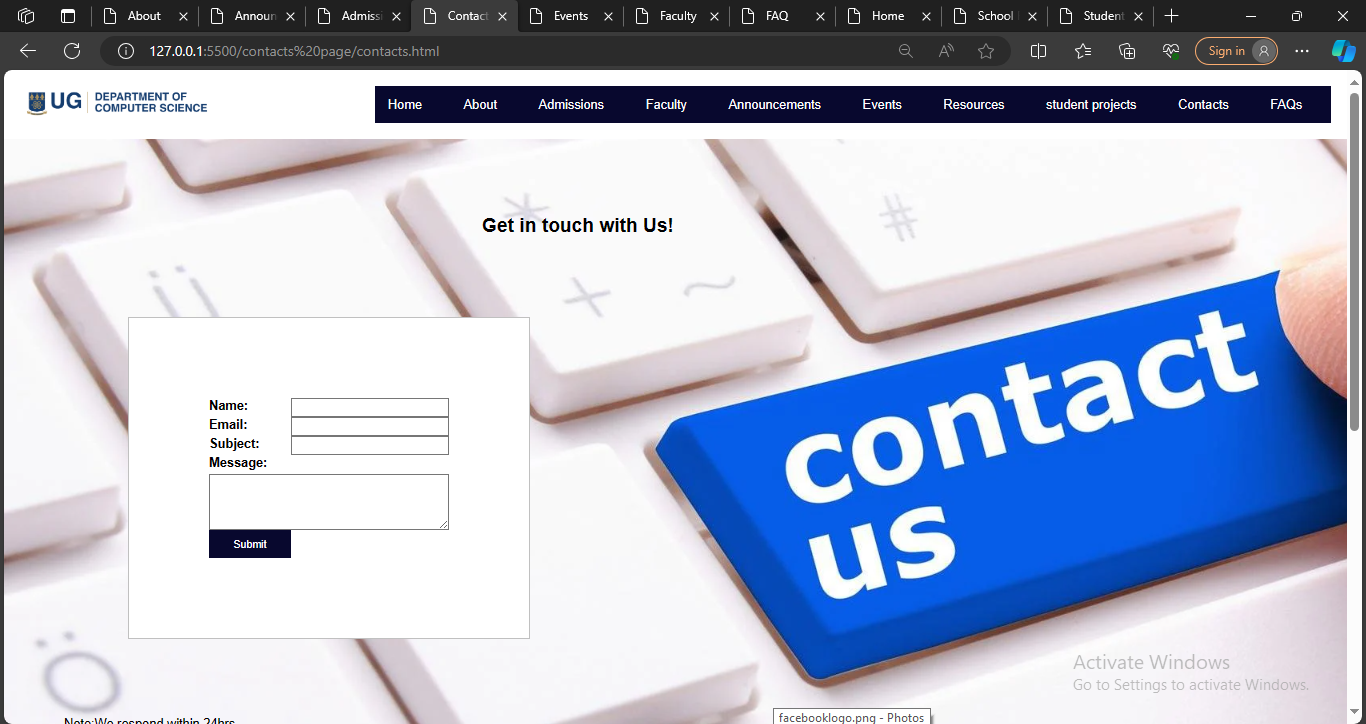 About
Announ
Admissi
Contact
Events
Faculty
FAQ
Home
School
Student
127.0.0.1:5500/contacts%20page/contacts.html
Sign in
UG DEPARTMENT OF
COMPUTER SCIENCE
Home About Admissions Faculty Announcements Events Resources student projects Contacts FAQs
Get in touch with Us!
Name:
Email:
Subject:
Message:
Submit
contact
us
Activate Windows
Go to Settings to activate Windows.
Note:We respond within 24hrs
facebooklogo.png - Photos